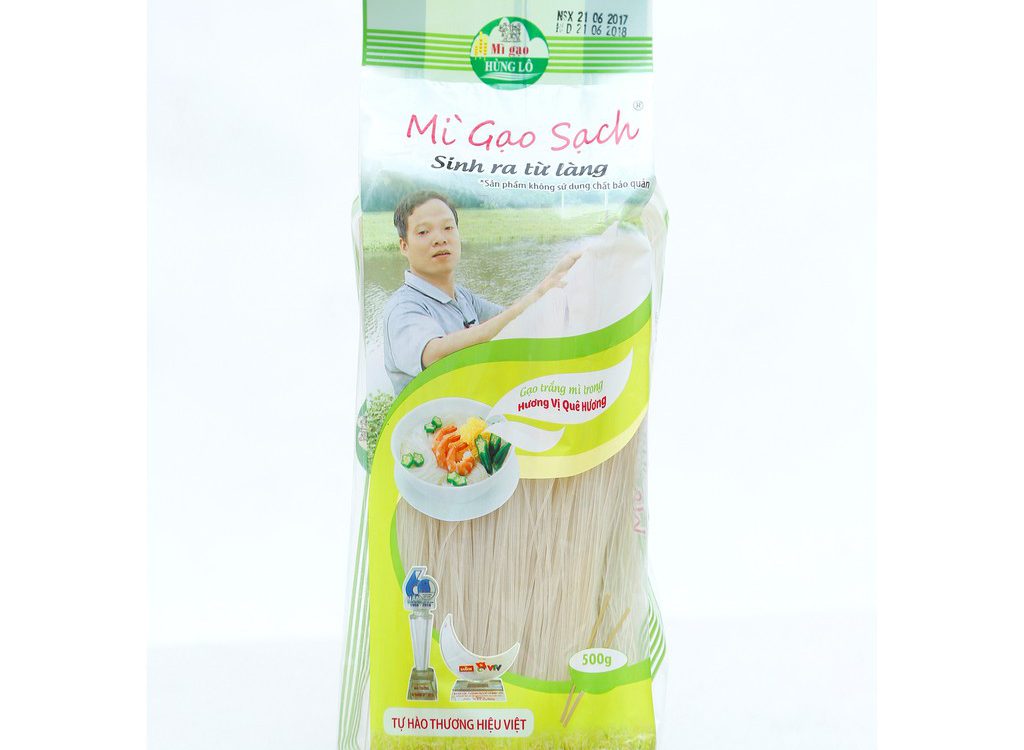 NSX 21 06 2017
HSD 21 06 2018
Mì gạo
HÙNG LÔ
Mì Gạo Sạch
Sinh ra từ làng
*Sản phẩm không sử dụng chất bảo quản
Gạo trắng mì trong
Hương Vị Quê Hương
VTV
500g
TỰ HÀO THƯƠNG HIỆU VIỆT